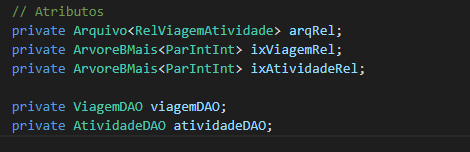 // Atributos
private Arquivo<RelViagemAtividade> arqRel;
private ArvoreBMais<ParIntInt> ixViagemRel;
private ArvoreBMais<ParIntInt> ixAtividadeRel;
private ViagemDAO viagemDAO;
private AtividadeDAO atividadeDAO;